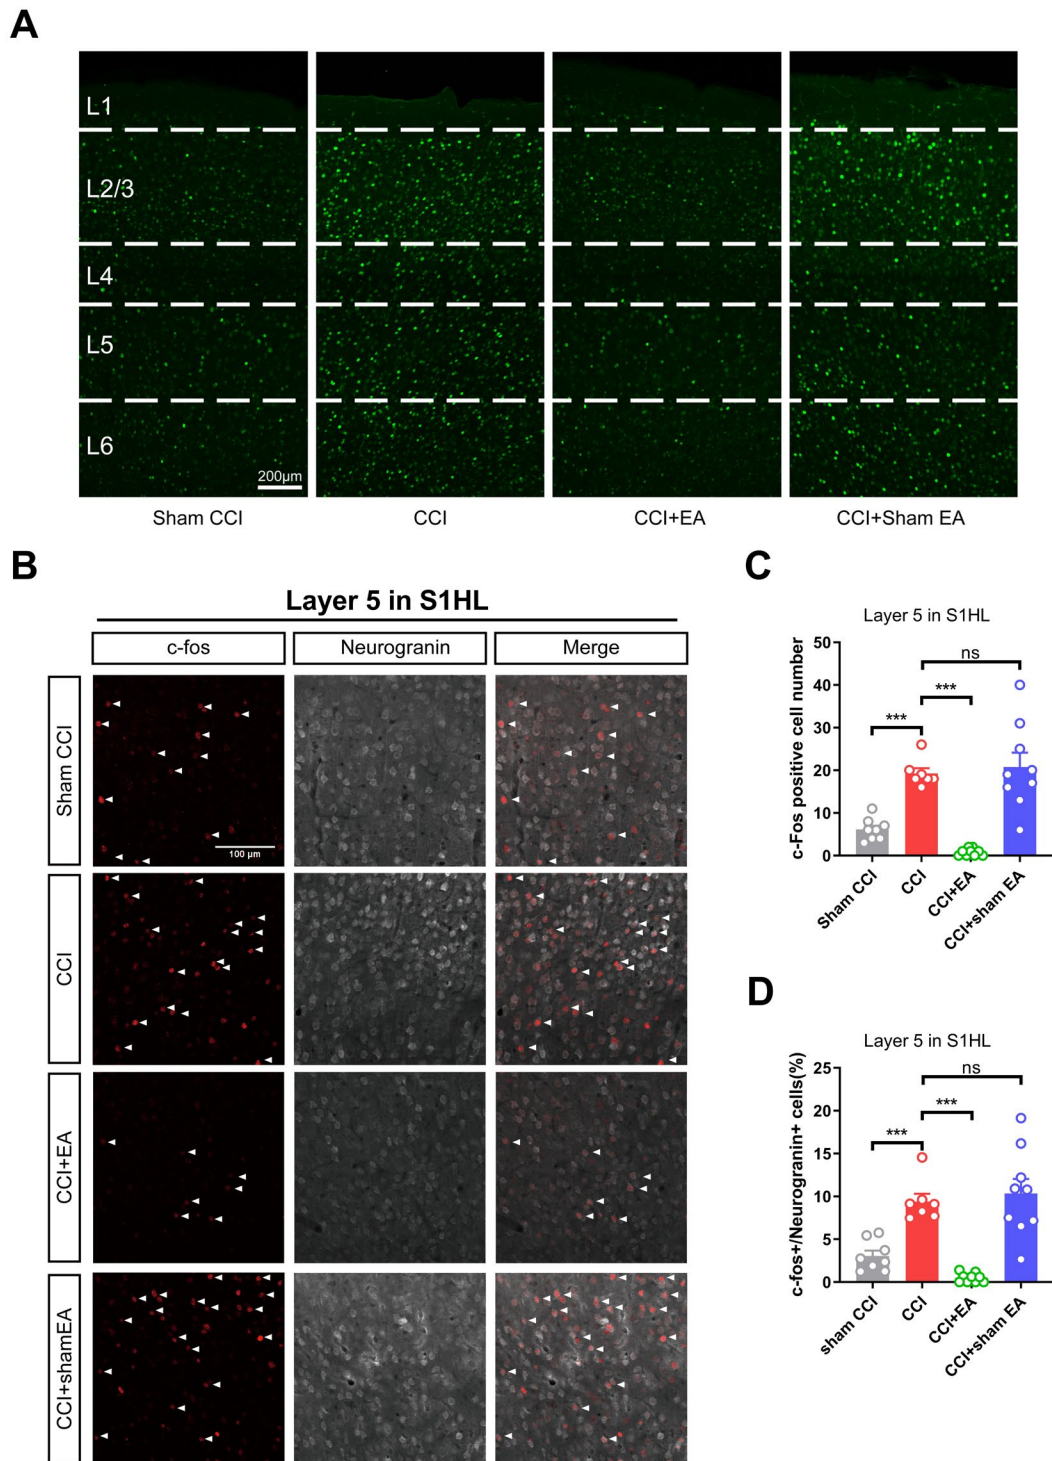 A
L1
L2/3
L4
L5
L6
200µm
Sham CCI
CCI
CCI+EA
CCI+Sham EA
B
Layer 5 in S1HL
c-fos
Neurogranin
Merge
Sham CCI
100 µm
CCI
CCI+EA
CCI+shamEA
C
Layer 5 in S1HL
c-Fos positive cell number
50
40
30
20
10
0
ns
***
***
Sham CCI
CCI
CCI+EA
CCI+sham EA
D
Layer 5 in S1HL
c-fos+/Neurogranin+ cells(%)
25
20
15
10
5
0
ns
***
***
sham CCI
CCI
CCI+EA
CCI+sham EA